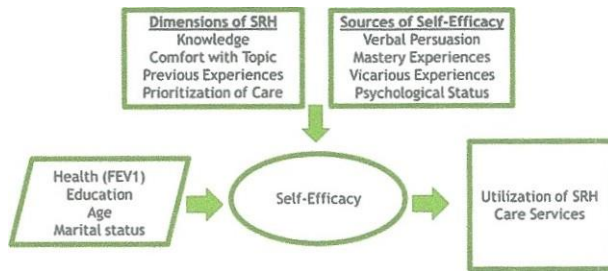 Dimensions of SRH
Knowledge
Comfort with Topic
Previous Experiences
Prioritization of Care
Sources of Self-Efficacy
Verbal Persuasion
Mastery Experiences
Vicarious Experiences
Psychological Status
Health (FEV1)
Education
Age
Marital status
Self-Efficacy
Utilization of SRH
Care Services